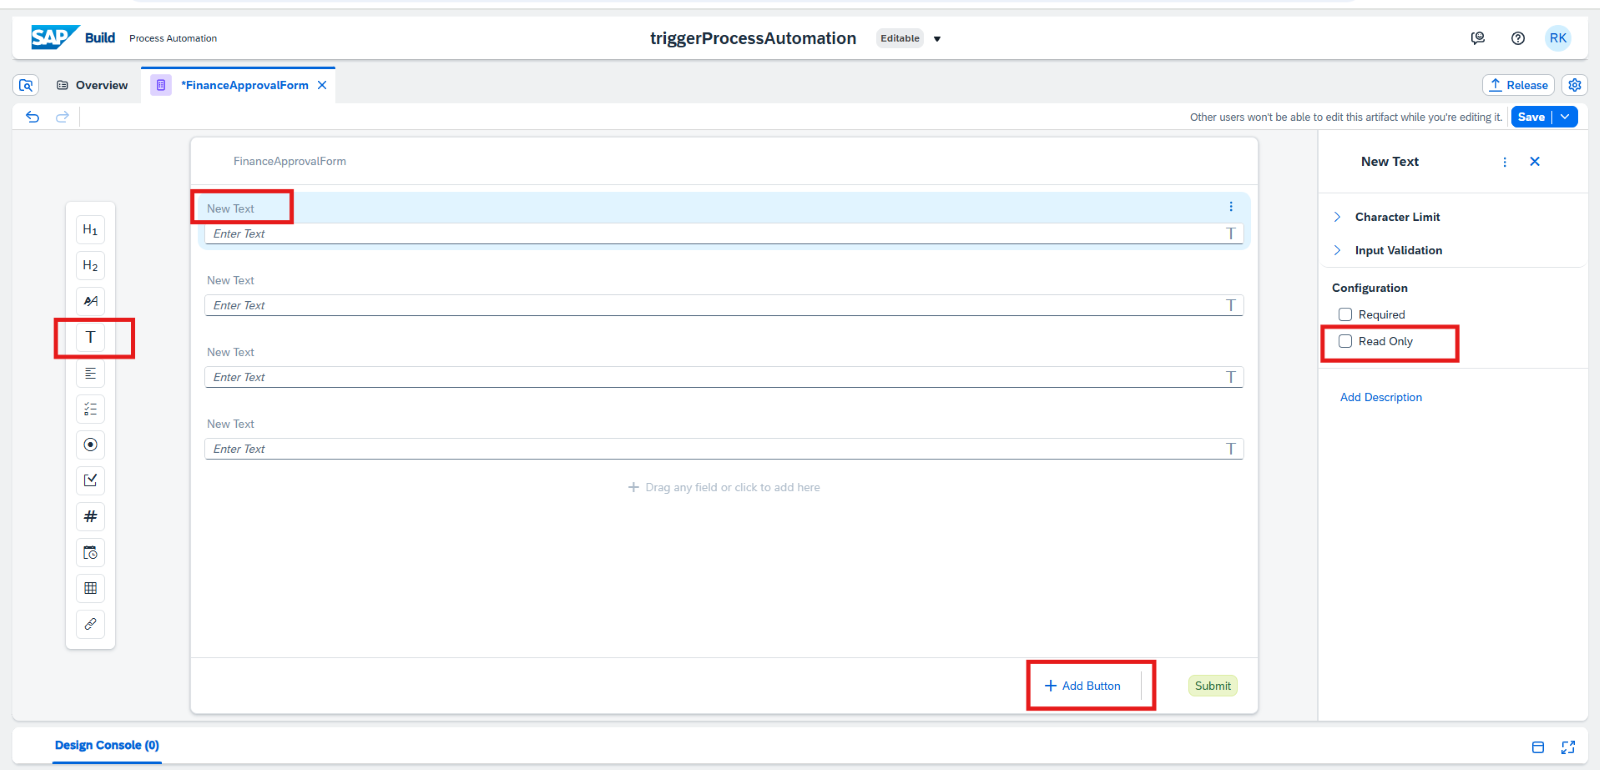 SAP Build Process Automation
triggerProcessAutomation Editable
RK
Overview
*FinanceApprovalForm
Release
Other users won't be able to edit this artifact while you're editing it.
Save
FinanceApprovalForm
New Text
Enter Text
T
New Text
Enter Text
T
New Text
Enter Text
T
New Text
Enter Text
T
Drag any field or click to add here
Add Button
Submit
H1
H2
T
#
New Text
Character Limit
Input Validation
Configuration
Required
Read Only
Add Description
Design Console (0)